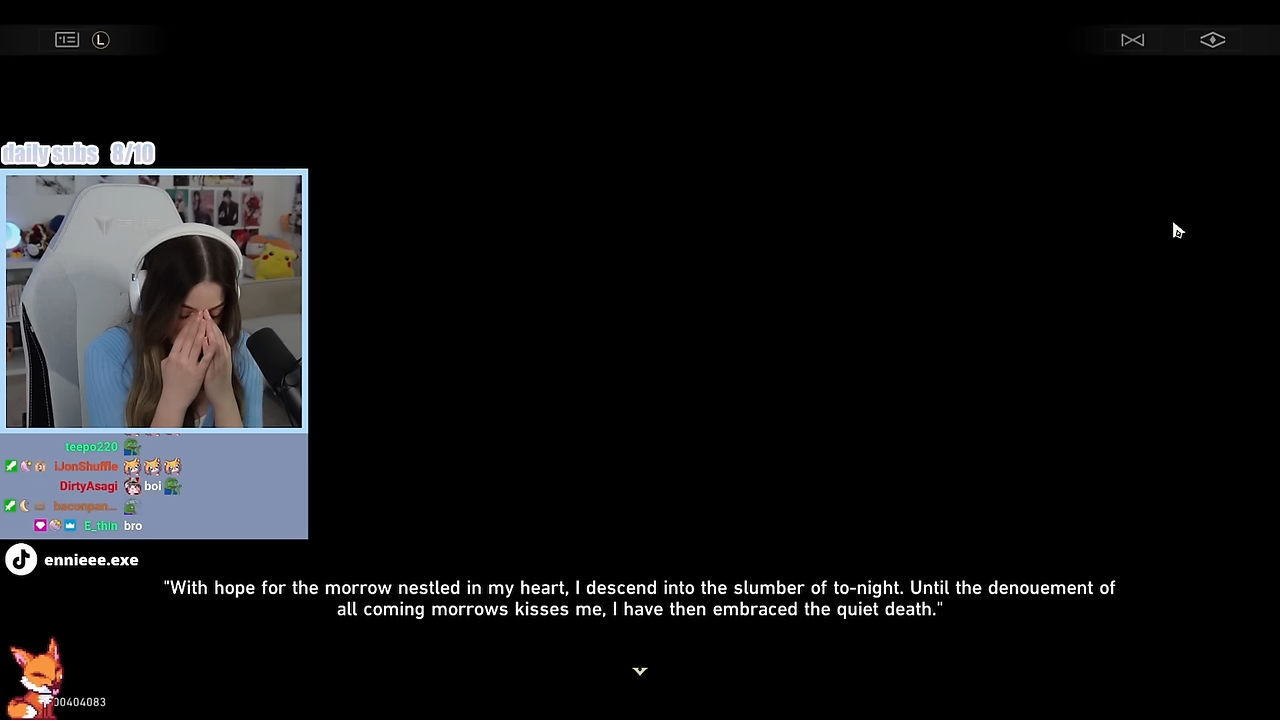 L
daily subs 8/10
teepo220
iJonShuffle
DirtyAsagi boi
baconpan...
E_thin bro
ennieee.exe
"With hope for the morrow nestled in my heart, I descend into the slumber of to-night. Until the denouement of
all coming morrows kisses me, I have then embraced the quiet death."
00404083